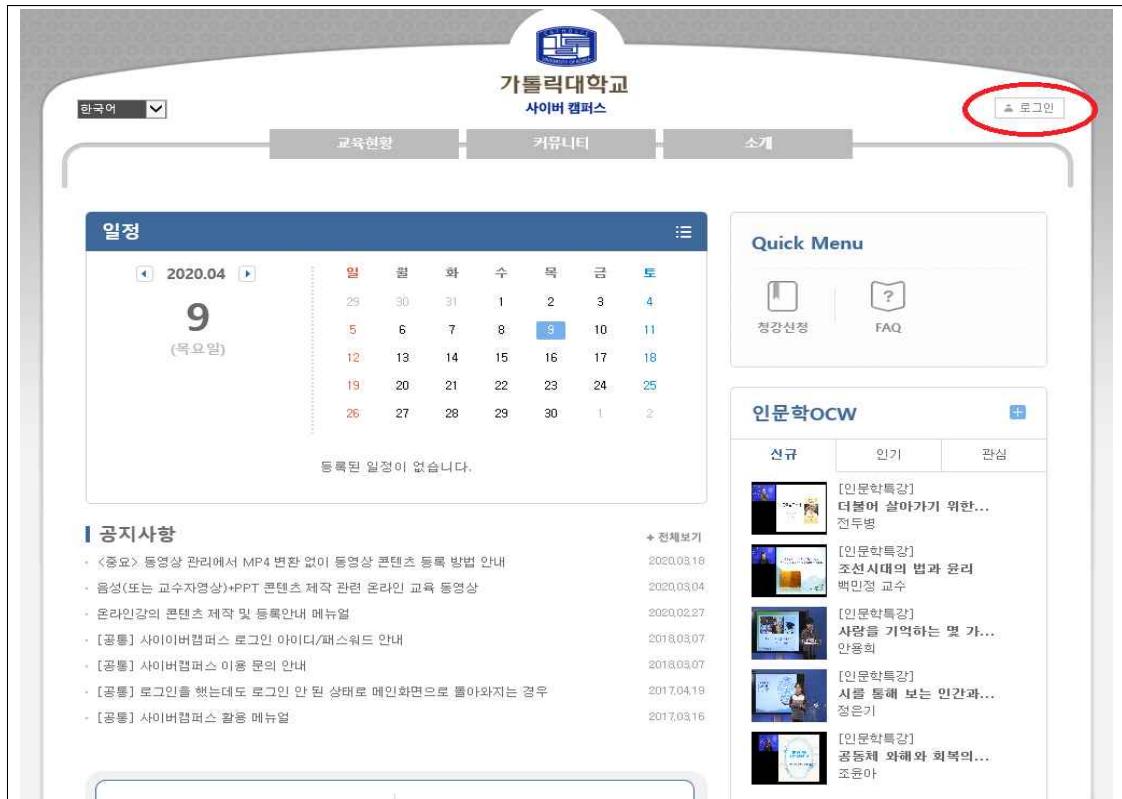 가톨릭대학교
사이버 캠퍼스
한국어
로그인
교육현황 커뮤니티 소개
일정
2020.04
9
(목요일)
일 월 화 수 목 금 토
29 30 31 1 2 3 4
5 6 7 8 9 10 11
12 13 14 15 16 17 18
19 20 21 22 23 24 25
26 27 28 29 30 1 2
등록된 일정이 없습니다.
Quick Menu
청강신청 FAQ
인문학OCW
신규 인기 관심
[인문학특강]
더불어 살아가기 위한...
전두병
[인문학특강]
조선시대의 법과 윤리
백민정 교수
[인문학특강]
사랑을 기억하는 몇 가...
안용희
[인문학특강]
시를 통해 보는 인간과...
정은기
[인문학특강]
공동체 와해와 회복의...
조윤아
공지사항 + 전체보기
<중요> 동영상 관리에서 MP4 변환 없이 동영상 콘텐츠 등록 방법 안내 2020.03.18
음성(또는 교수자영상)+PPT 콘텐츠 제작 관련 온라인 교육 동영상 2020.03.04
온라인강의 콘텐츠 제작 및 등록안내 메뉴얼 2020.02.27
[공통] 사이이버캠퍼스 로그인 아이디/패스워드 안내 2018.03.07
[공통] 사이버캠퍼스 이용 문의 안내 2018.03.07
[공통] 로그인을 했는데도 로그인 안 된 상태로 메인화면으로 돌아와지는 경우 2017.04.19
[공통] 사이버캠퍼스 활용 메뉴얼 2017.03.16